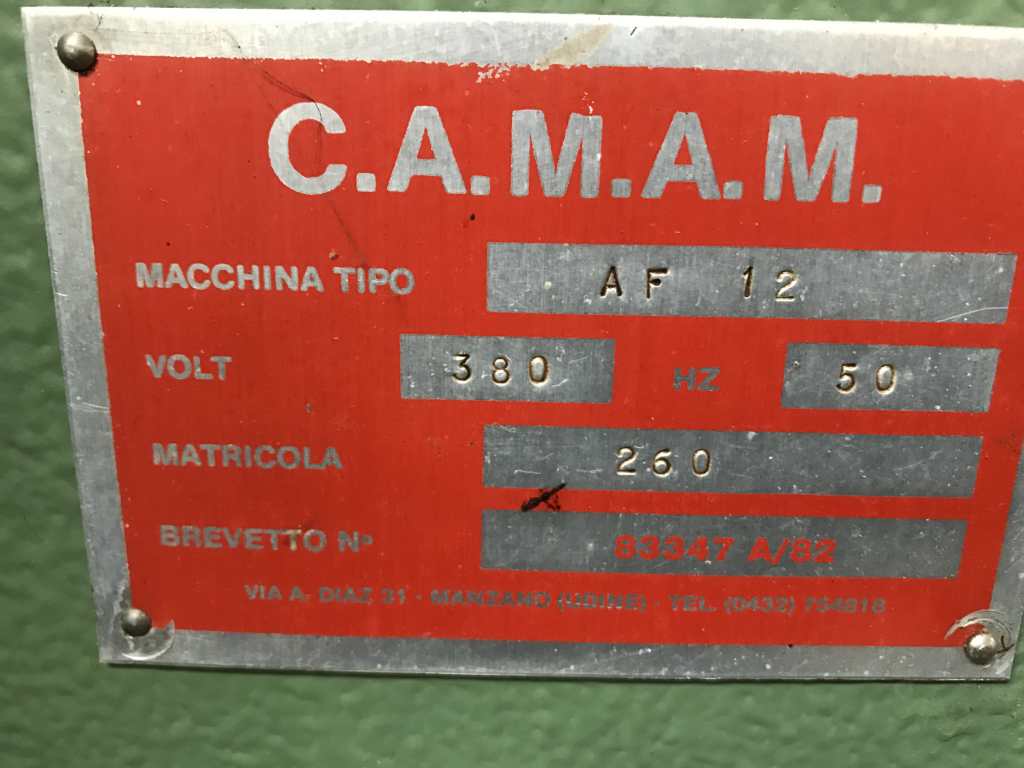 C.A.M.A.M.
MACCHINA TIPO AF 12
VOLT 380 HZ 50
MATRICOLA 260
BREVETTO N° 83347 A/82
VIA A. DIAZ 31 - MANZANO (UDINE) - TEL. (0432) 754818